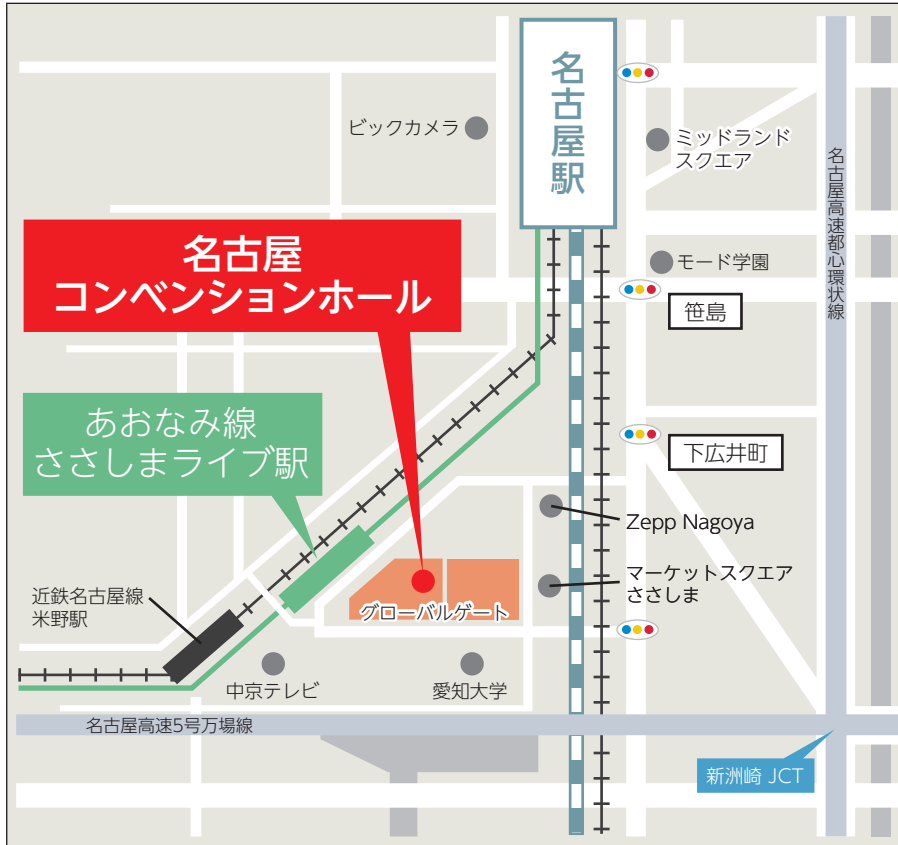 名古屋駅
ビックカメラ
ミッドランド
スクエア
名古屋高速都心環状線
名古屋
コンベンションホール
モード学園
笹島
あおなみ線
ささしまライブ駅
下広井町
Zepp Nagoya
マーケットスクエア
ささしま
近鉄名古屋線
米野駅
グローバルゲート
中京テレビ
愛知大学
名古屋高速5号万場線
新洲崎 JCT